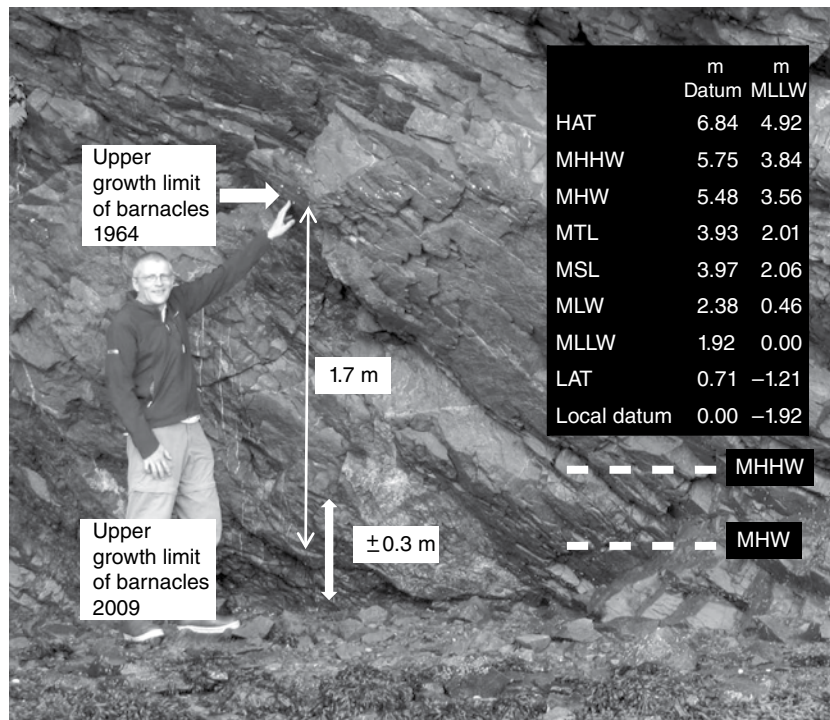 Upper
growth limit
of barnacles
1964
m m
Datum MLLW
HAT 6.84 4.92
MHHW 5.75 3.84
MHW 5.48 3.56
MTL 3.93 2.01
MSL 3.97 2.06
MLW 2.38 0.46
MLLW 1.92 0.00
LAT 0.71 –1.21
Local datum 0.00 –1.92
1.7 m
MHHW
Upper
growth limit
of barnacles
2009
±0.3 m
MHW